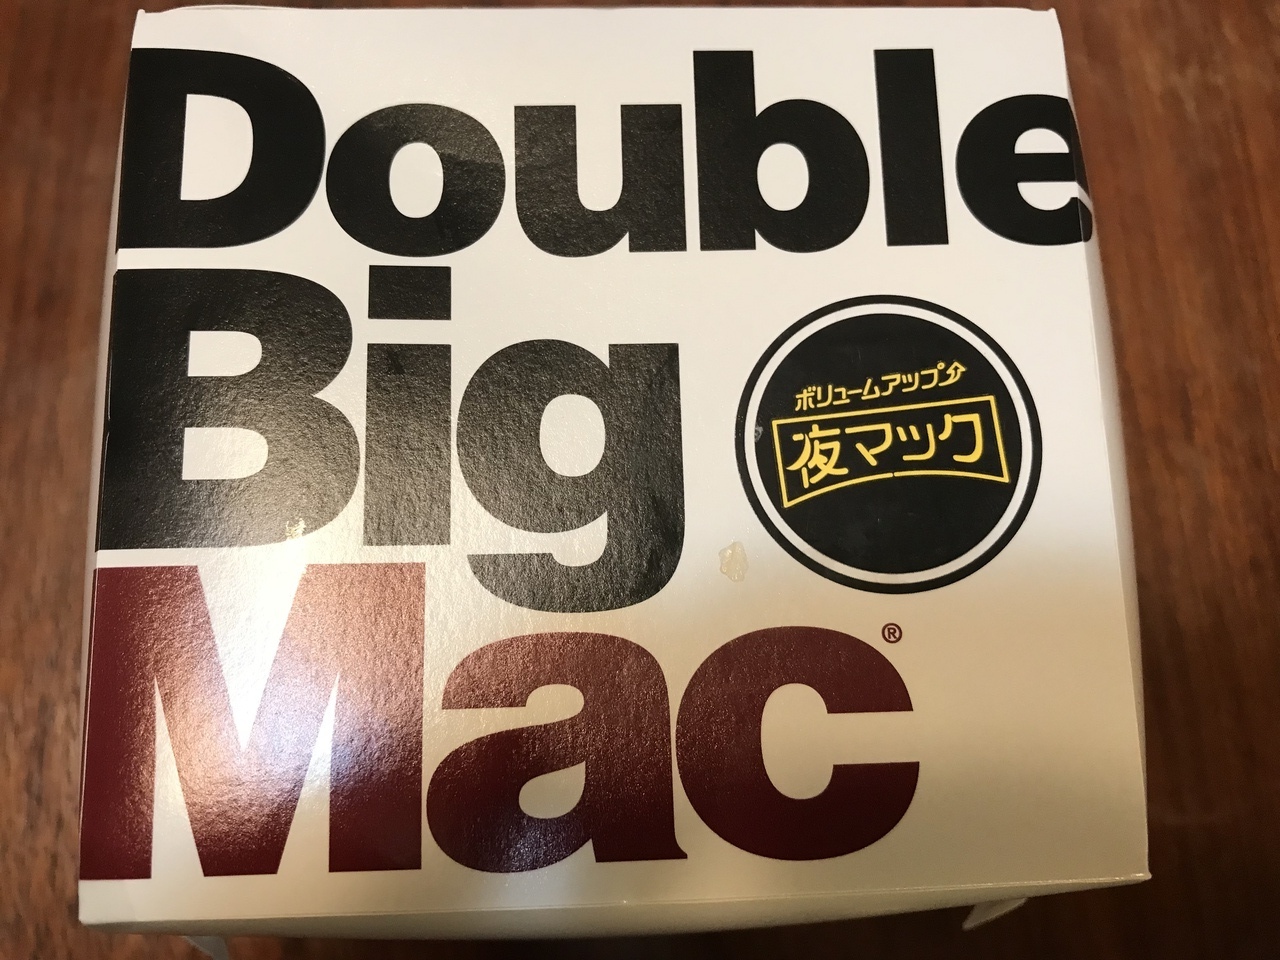 Double
Big
ボリュームアップ
夜マック
Mac®